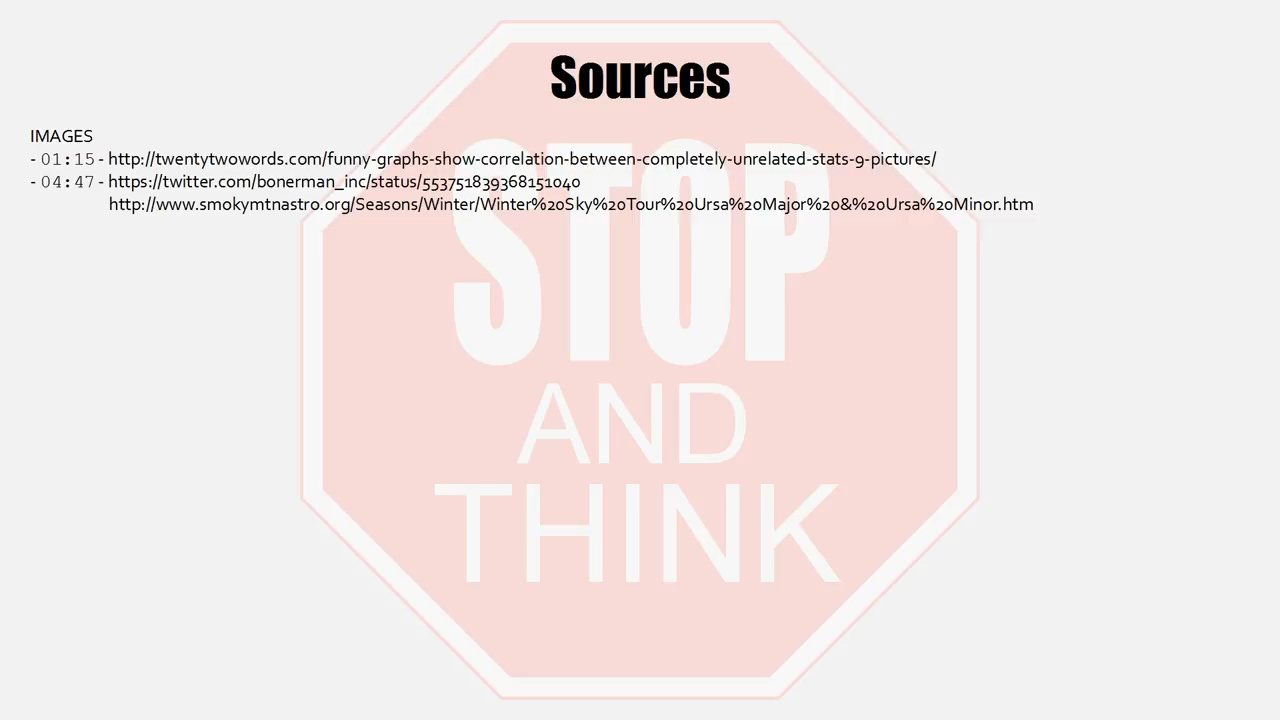 Sources
IMAGES
- 01:15 - http://twentytwowords.com/funny-graphs-show-correlation-between-completely-unrelated-stats-9-pictures/
- 04:47 - https://twitter.com/bonerman_inc/status/553751839368151040
http://www.smokymtnastro.org/Seasons/Winter/Winter%20Sky%20Tour%20Ursa%20Major%20&%20Ursa%20Minor.htm
STOP
AND
THINK